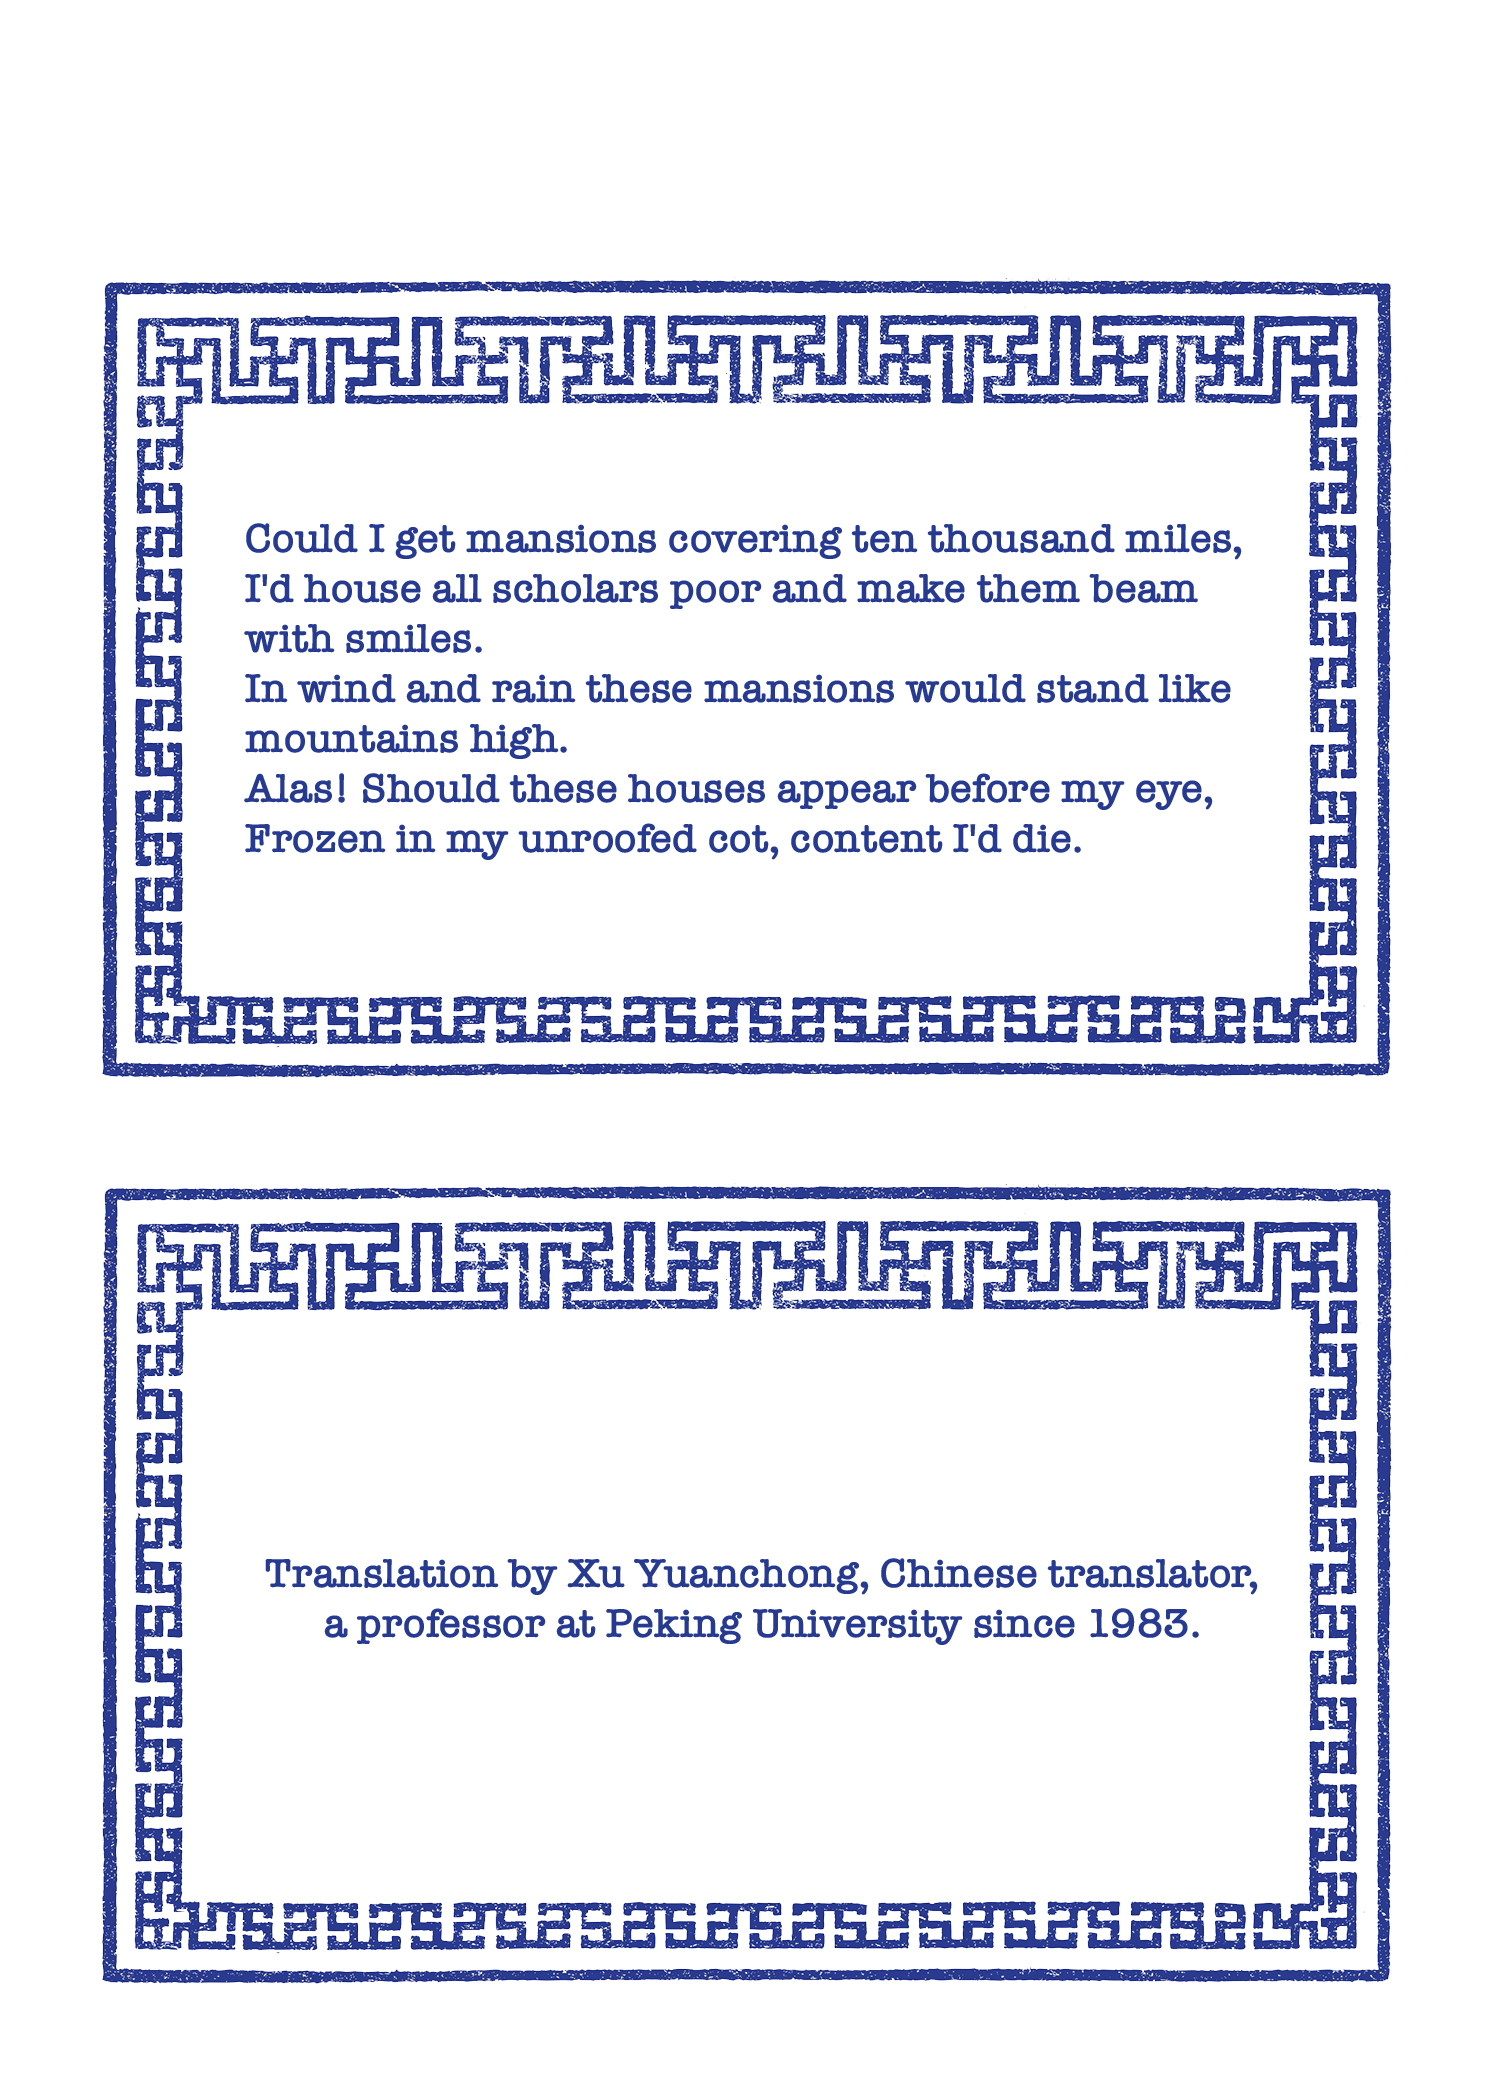 Could I get mansions covering ten thousand miles,
I'd house all scholars poor and make them beam
with smiles.
In wind and rain these mansions would stand like
mountains high.
Alas! Should these houses appear before my eye,
Frozen in my unroofed cot, content I'd die.
Translation by Xu Yuanchong, Chinese translator,
a professor at Peking University since 1983.